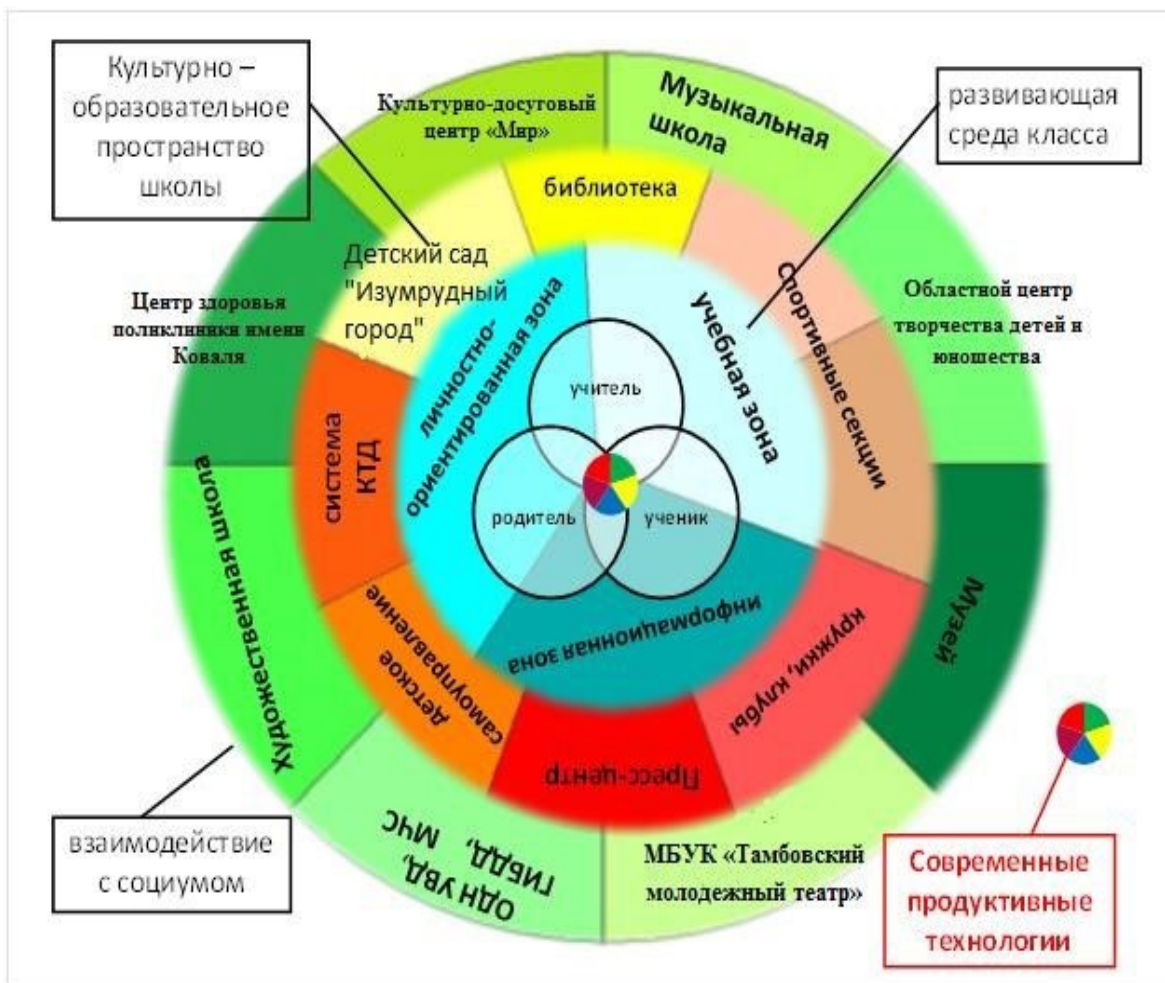 Культурно –
образовательное
пространство
школы
Культурно-досуговый
центр «Мир»
Музыкальная
школа
развивающая
среда класса
библиотека
Детский сад
"Изумрудный
город"
Центр здоровья
поликлиники имени
Коваля
Областной центр
творчества детей и
юношества
Спортивные секции
учебная зона
личностно-
ориентированная зона
учитель
родитель
ученик
система
КТД
информационная зона
Художественная школа
Музей
детское
самоуправление
кружки, клубы
Пресс-центр
ОДН УВД,
ГИБДД, МЧС
МБУК «Тамбовский
молодежный театр»
взаимодействие
с социумом
Современные
продуктивные
технологии